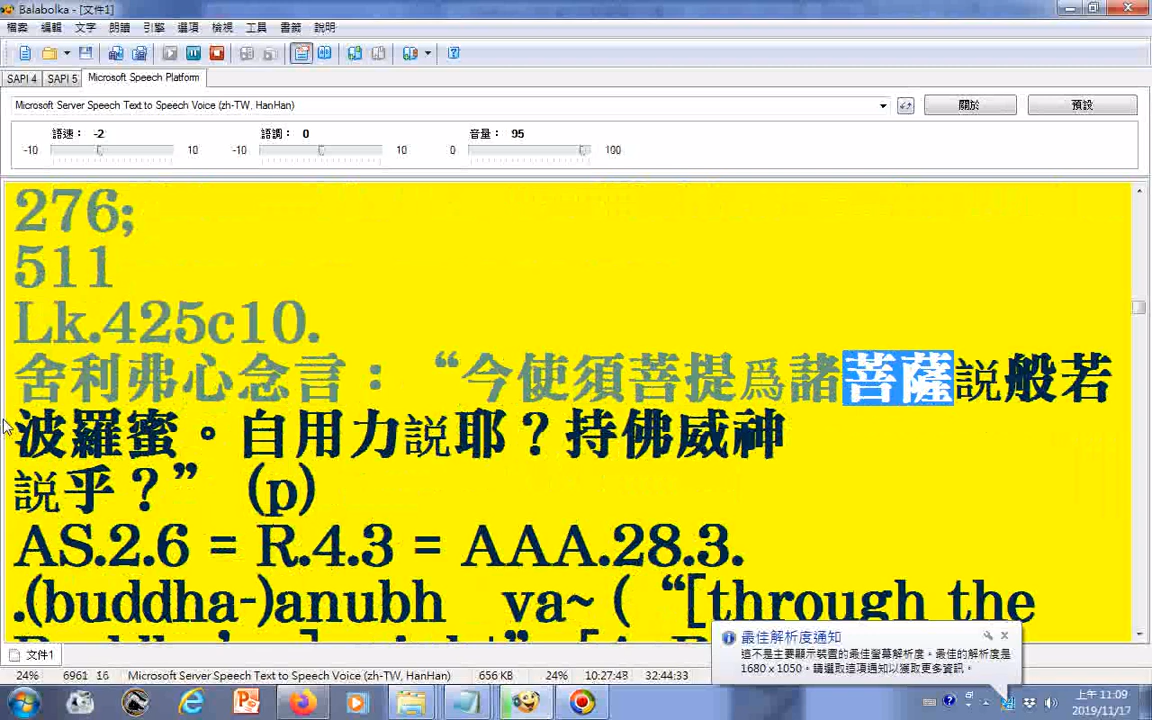 Balabolka - [文件1]
檔案 編輯 文字 朗讀 引擎 選項 檢視 工具 書籤 說明
SAPI 4 SAPI 5 Microsoft Speech Platform
Microsoft Server Speech Text to Speech Voice (zh-TW, HanHan) 關於 預設
語速： -2 語調： 0 音量： 95
-10 10 -10 10 0 100
276;
511
Lk.425c10.
舍利弗心念言：“今使須菩提爲諸菩薩説般若
波羅蜜。自用力説耶？持佛威神
説乎？” (p)
AS.2.6 = R.4.3 = AAA.28.3.
.(buddha-)anubh va~ ( “[through the
最佳解析度通知
這不是主要顯示裝置的最佳螢幕解析度。最佳的解析度是
1680 x 1050。請選取這項通知以獲取更多資訊。
文件1
24% 6961 16 Microsoft Server Speech Text to Speech Voice (zh-TW, HanHan) 656 KB 24% 10:27:48 32:44:33
上午 11:09
2019/11/17